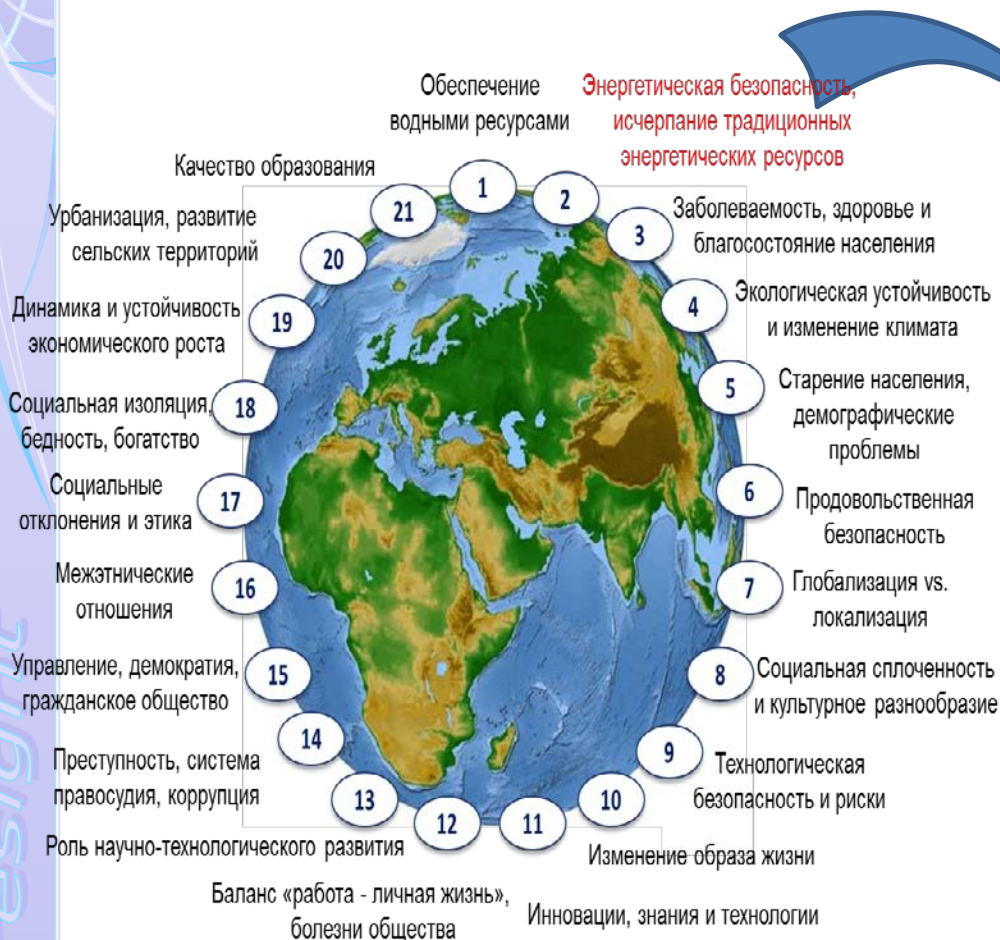 Обеспечение
водными ресурсами
1
Энергетическая безопасность,
исчерпание традиционных
энергетических ресурсов
2
Заболеваемость, здоровье и
благосостояние населения
3
Экологическая устойчивость
и изменение климата
4
Старение населения,
демографические
проблемы
5
Продовольственная
безопасность
6
Глобализация vs.
локализация
7
Социальная сплоченность
и культурное разнообразие
8
Технологическая
безопасность и риски
9
Изменение образа жизни
10
Инновации, знания и технологии
11
Баланс «работа - личная жизнь»,
болезни общества
12
Роль научно-технологического развития
13
Преступность, система
правосудия, коррупция
14
Управление, демократия,
гражданское общество
15
Межэтнические
отношения
16
Социальные
отклонения и этика
17
Социальная изоляция,
бедность, богатство
18
Динамика и устойчивость
экономического роста
19
Урбанизация, развитие
сельских территорий
20
Качество образования
21
esight